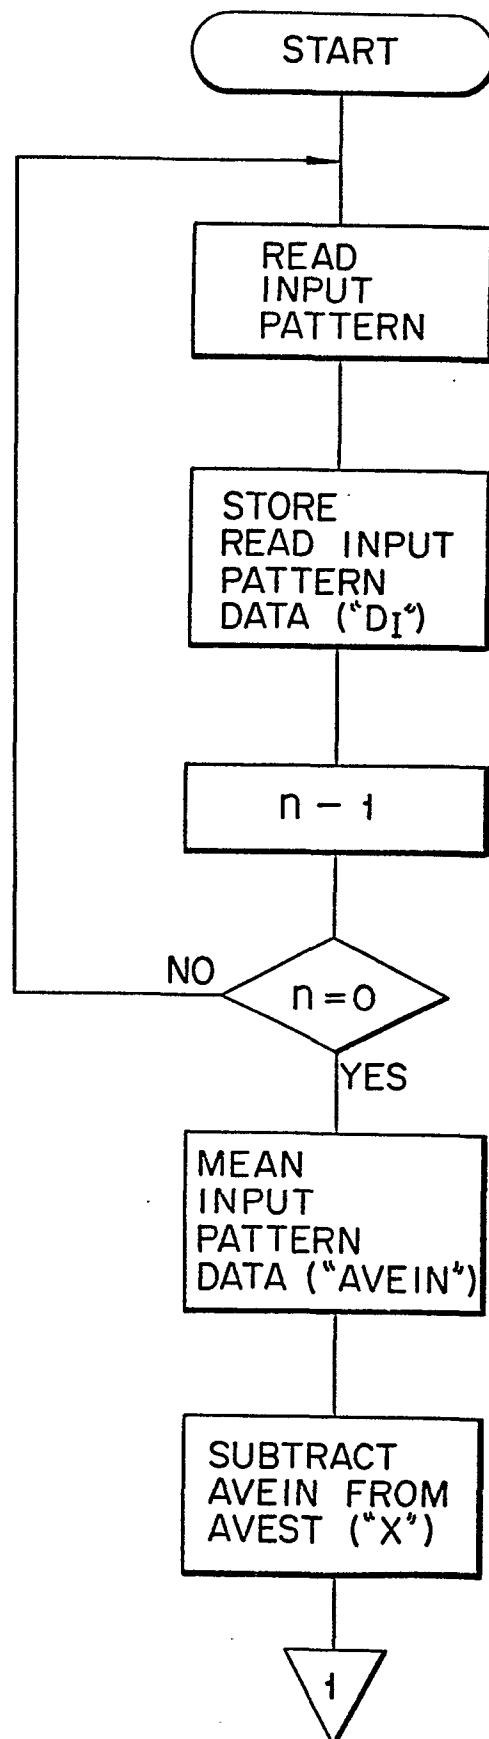 START
READ
INPUT
PATTERN
STORE
READ INPUT
PATTERN
DATA ("DI")
n - 1
NO
n = 0
YES
MEAN
INPUT
PATTERN
DATA ("AVEIN")
SUBTRACT
AVEIN FROM
AVEST ("X")
1